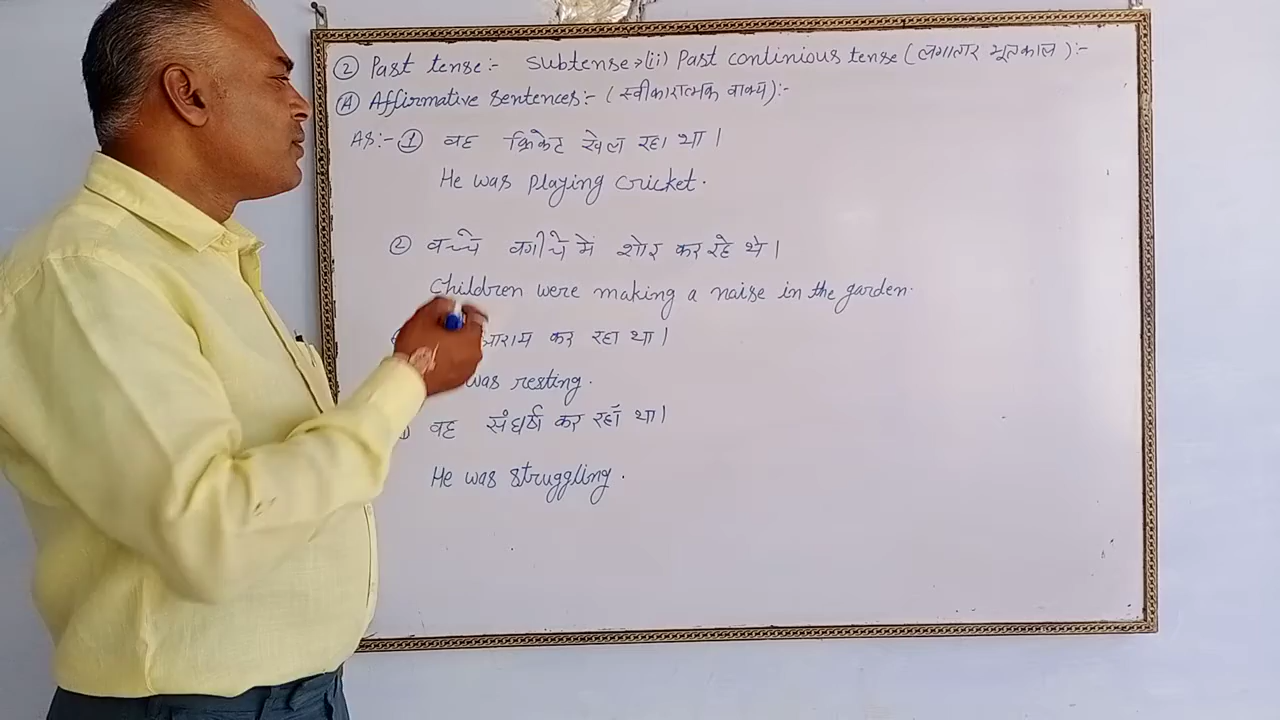 ② Past tense:- Subtense→(ii) Past continious tense (लगातार भूतकाल):-
Ⓐ Affirmative Sentences:- (स्वीकारात्मक वाक्य):-
As:- ① वह क्रिकेट खेल रहा था।
He was playing cricket.
② बच्चे बगीचे में शोर कर रहे थे।
Children were making a naise in the garden.
आराम कर रहा था।
was resting.
वह संघर्ष कर रहाँ था।
He was struggling.